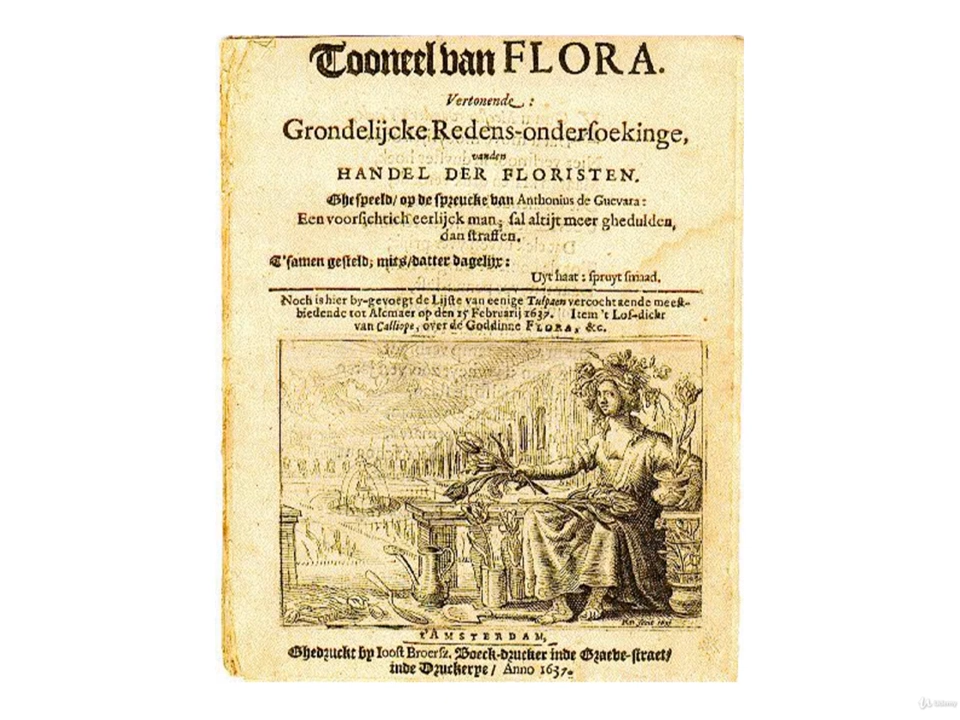 Tooneel van FLORA.
Vertonende:
Grondelijcke Redens-ondersoekinge,
vanden
HANDEL DER FLORISTEN.
Ghespeeld/ op de spreucke van Anthonius de Guevara:
Een voorsichtich eerlijck man, sal altijt meer ghedulden,
dan straffen.
T'samen gesteld; mits/datter dagelijx:
Uyt haat: spruyt smaad.
Noch is hier by-gevoegt de Lijste van eenige Tulpaen vercocht aende meest-
biedende tot Alcmaer op den 15 Februarij 1637. Item 't Lof-dicht
van Calliope, over de Goddinne FLORA, &c.
t'AMSTERDAM,
Ghedruckt by Ioost Broersz. Boeck-drucker inde Graeve-straet/
inde Druckerye/ Anno 1637.